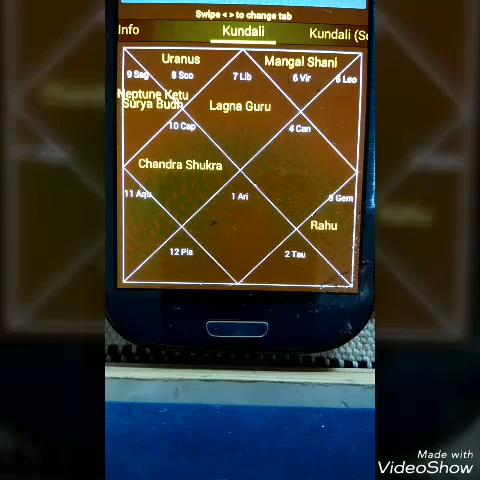 Swipe < > to change tab
Info
Kundali
Kundali (Se
Uranus
Mangal Shani
9 Sag
8 Sco
7 Lib
6 Vir
5 Leo
Neptune Ketu
Surya Budh
Lagna Guru
10 Cap
4 Can
Chandra Shukra
11 Aqu
1 Ari
3 Gem
Rahu
12 Pis
2 Tau
Made with
VideoShow